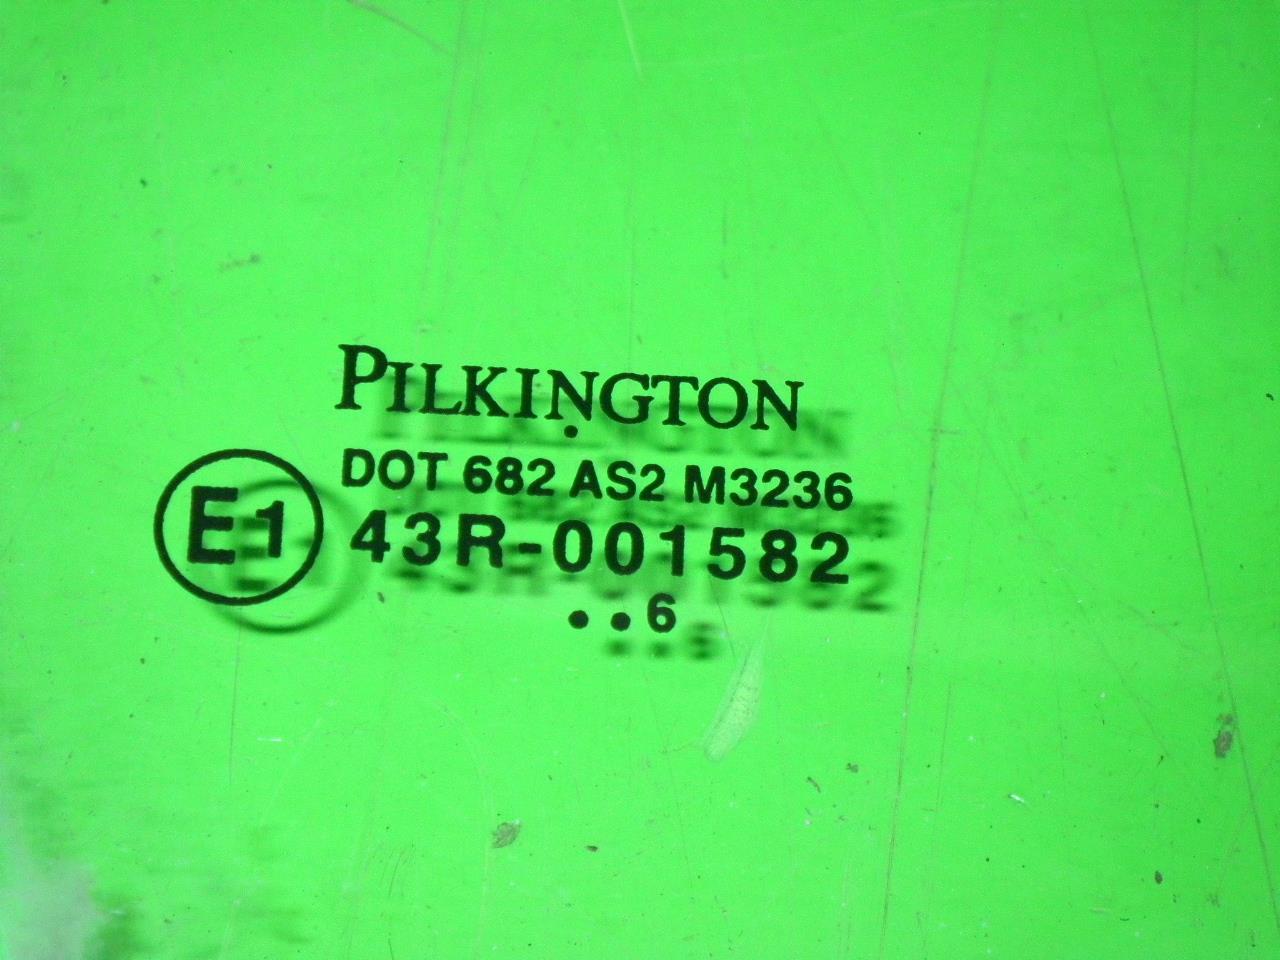 PILKINGTON
DOT 682 AS2 M3236
E1 43R-001582
..6